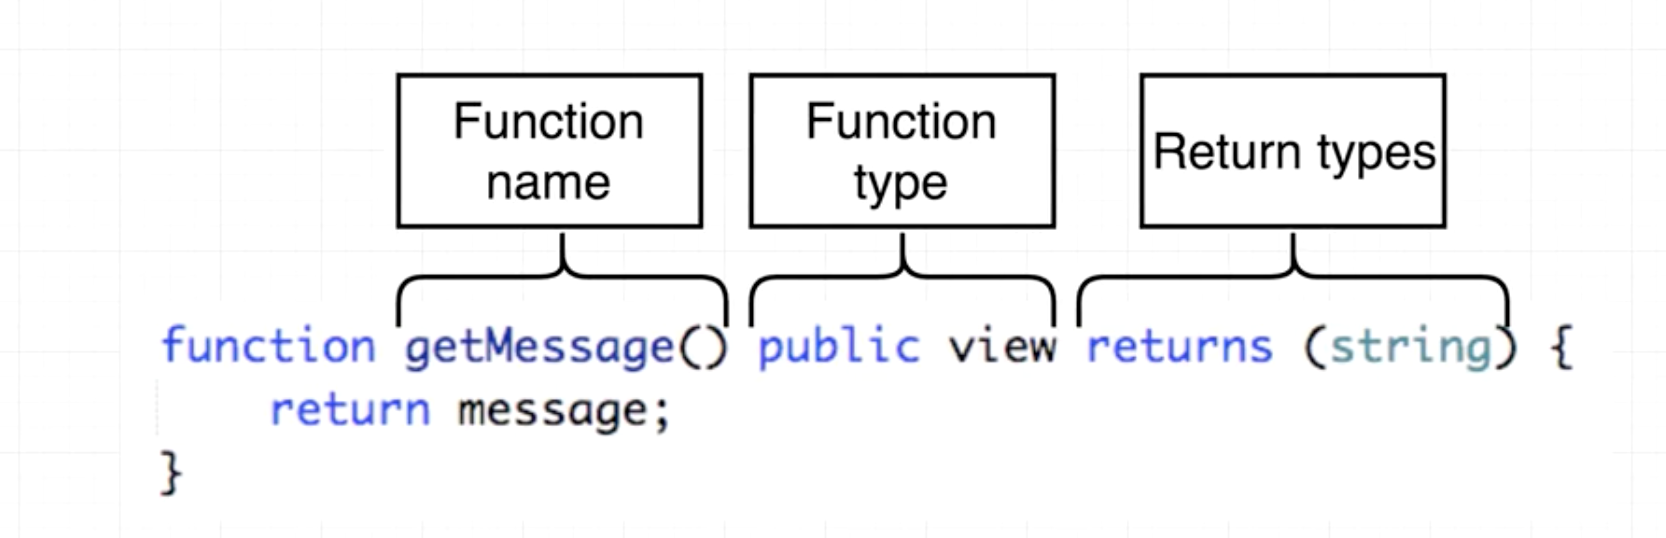 Function
name
Function
type
Return types
function getMessage() public view returns (string) {
    return message;
}